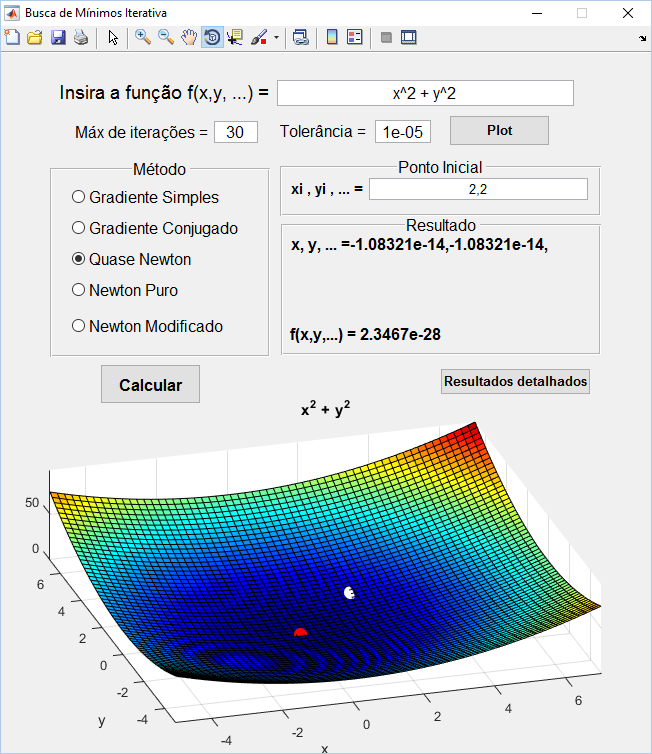 Busca de Mínimos Iterativa
Insira a função f(x,y, ...) = x^2 + y^2
Máx de iterações = 30 Tolerância = 1e-05 Plot
Método
Gradiente Simples
Gradiente Conjugado
Quase Newton
Newton Puro
Newton Modificado
Ponto Inicial
xi , yi , ... = 2,2
Resultado
x, y, ... =-1.08321e-14,-1.08321e-14,
f(x,y,...) = 2.3467e-28
Calcular
Resultados detalhados
x² + y²
50
0
6
4
2
0
-2
-4
y
-4
-2
0
2
4
6
x